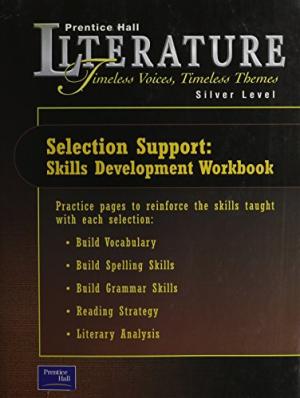 Prentice Hall
LITERATURE
Timeless Voices, Timeless Themes
Silver Level
Selection Support:
Skills Development Workbook
Practice pages to reinforce the skills taught
with each selection:
• Build Vocabulary
• Build Spelling Skills
• Build Grammar Skills
• Reading Strategy
• Literary Analysis
Prentice
Hall